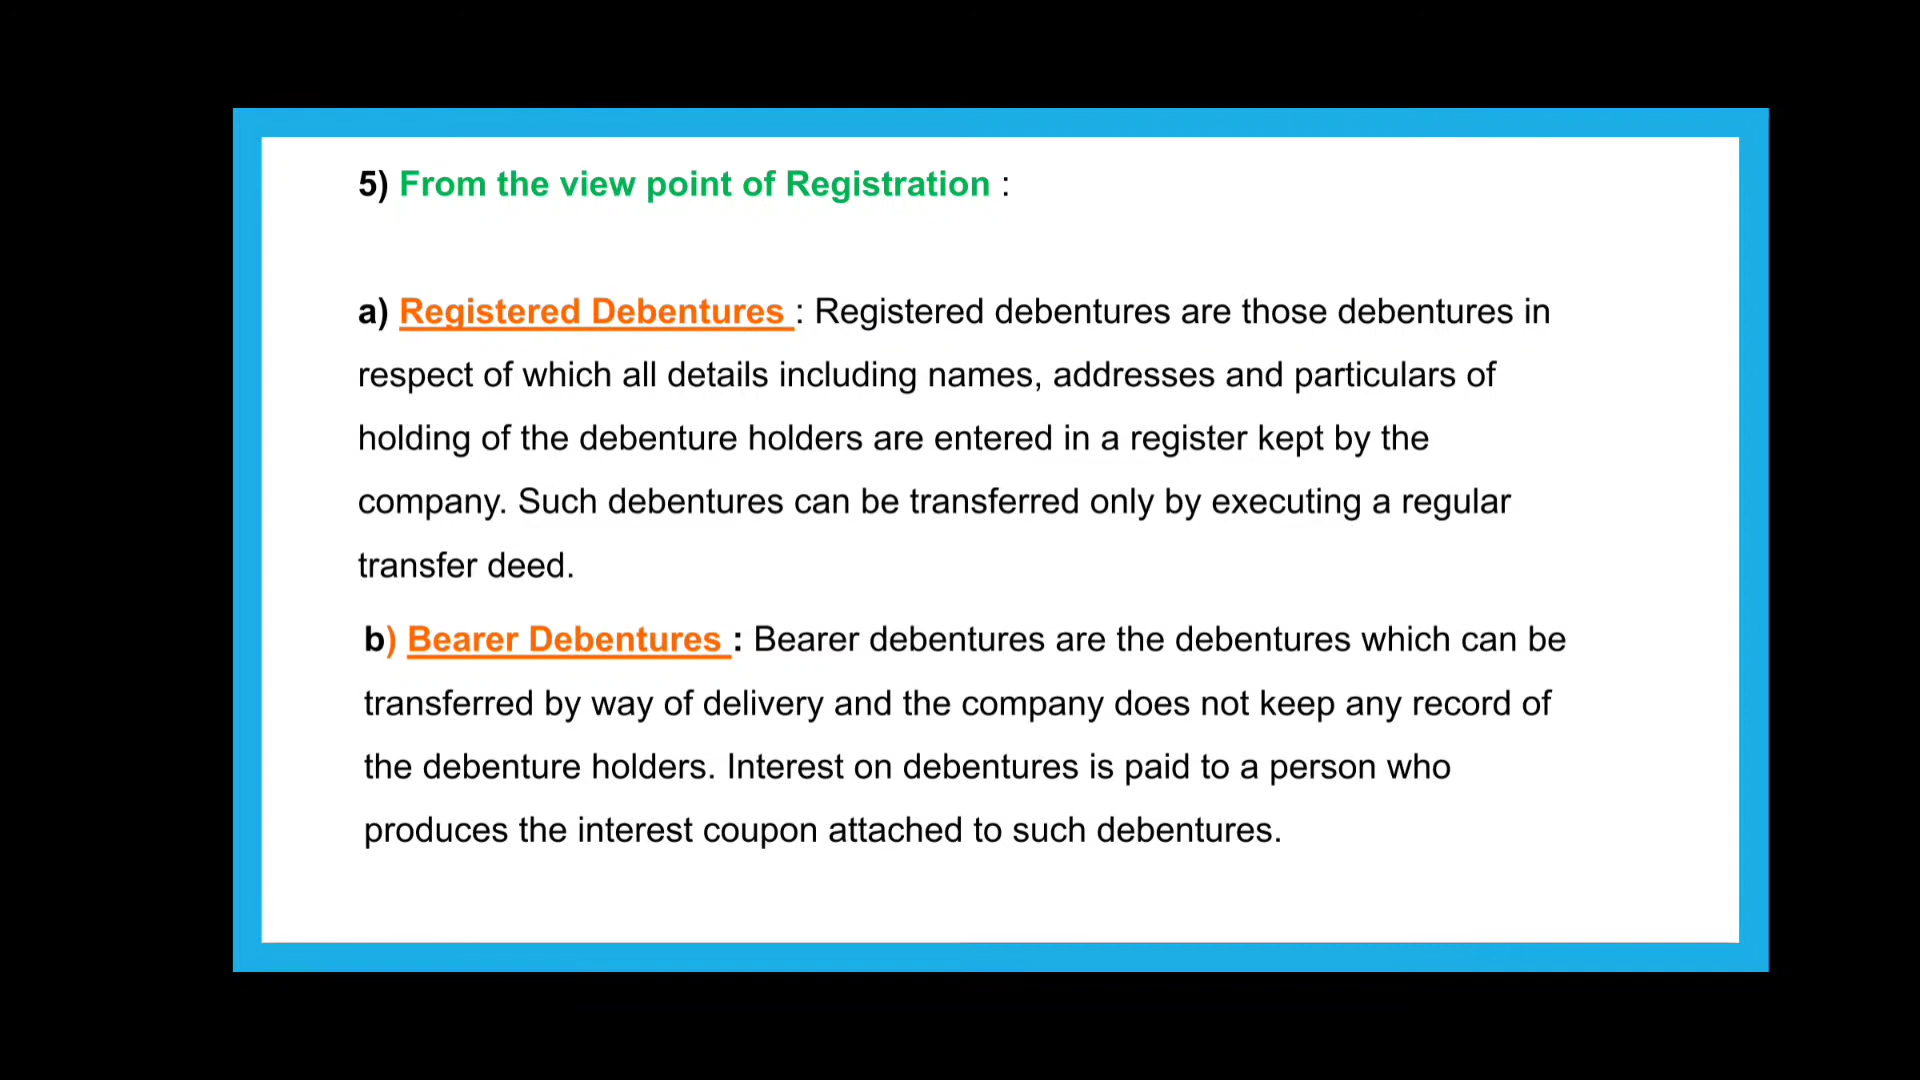 5) From the view point of Registration :
a) Registered Debentures : Registered debentures are those debentures in
respect of which all details including names, addresses and particulars of
holding of the debenture holders are entered in a register kept by the
company. Such debentures can be transferred only by executing a regular
transfer deed.
b) Bearer Debentures : Bearer debentures are the debentures which can be
transferred by way of delivery and the company does not keep any record of
the debenture holders. Interest on debentures is paid to a person who
produces the interest coupon attached to such debentures.